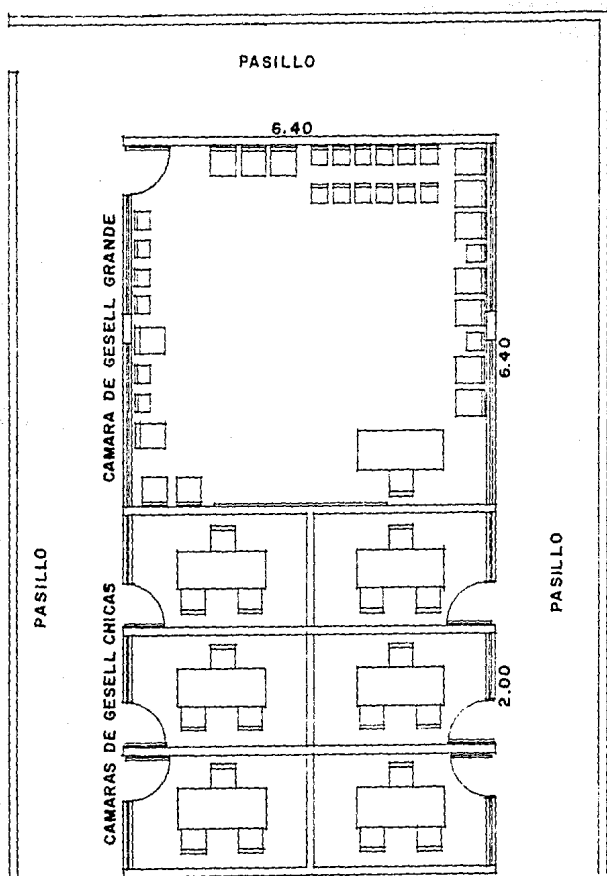 PASILLO
6.40
CAMARA DE GESELL GRANDE
6.40
PASILLO
CAMARAS DE GESELL CHICAS
PASILLO
2.00